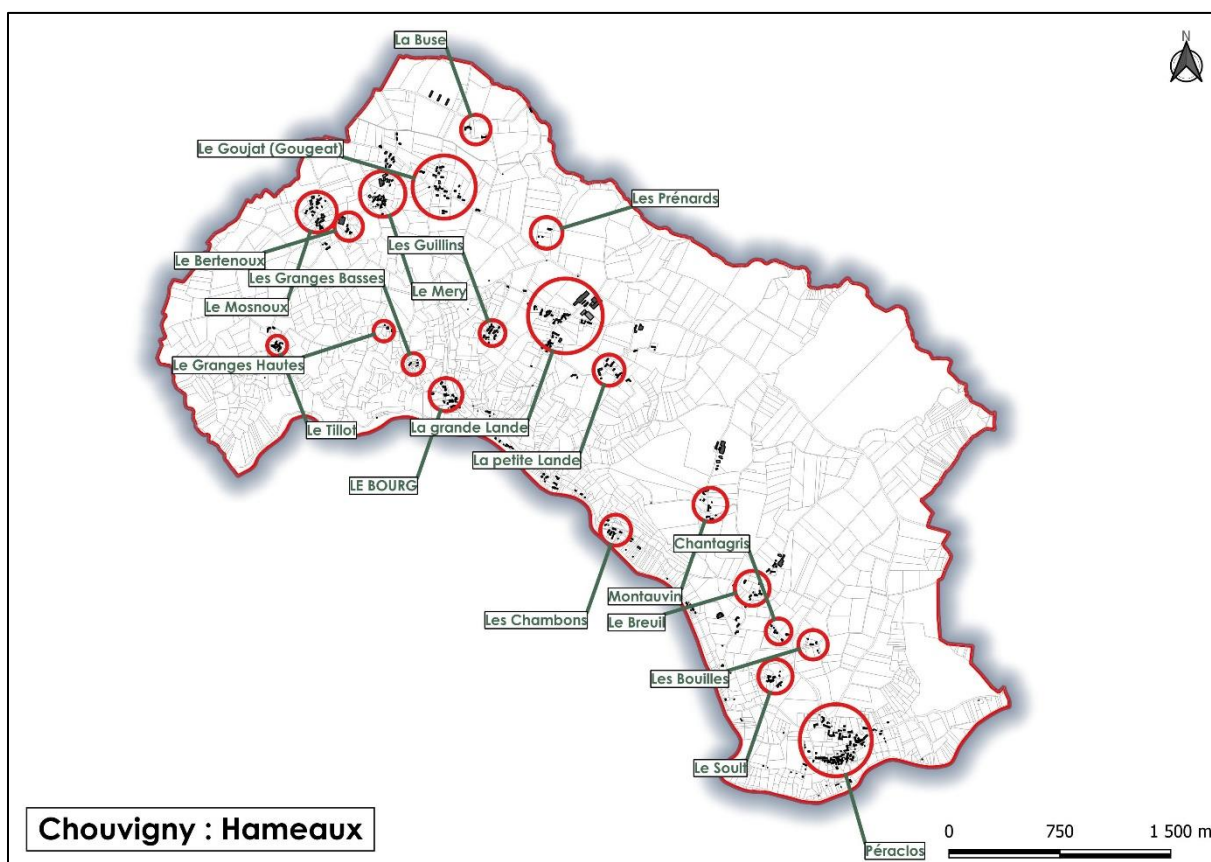 La Buse
N
Le Goujat (Gougeat)
Les Prénards
Les Guillins
Le Bertenoux
Les Granges Basses
Le Mery
Le Mosnoux
Le Granges Hautes
Le Tillot
La grande Lande
La petite Lande
LE BOURG
Chantagris
Montauvin
Les Chambons
Le Breuil
Les Bouilles
Le Soult
Chouvigny : Hameaux
Péraclos
0 750 1 500 m